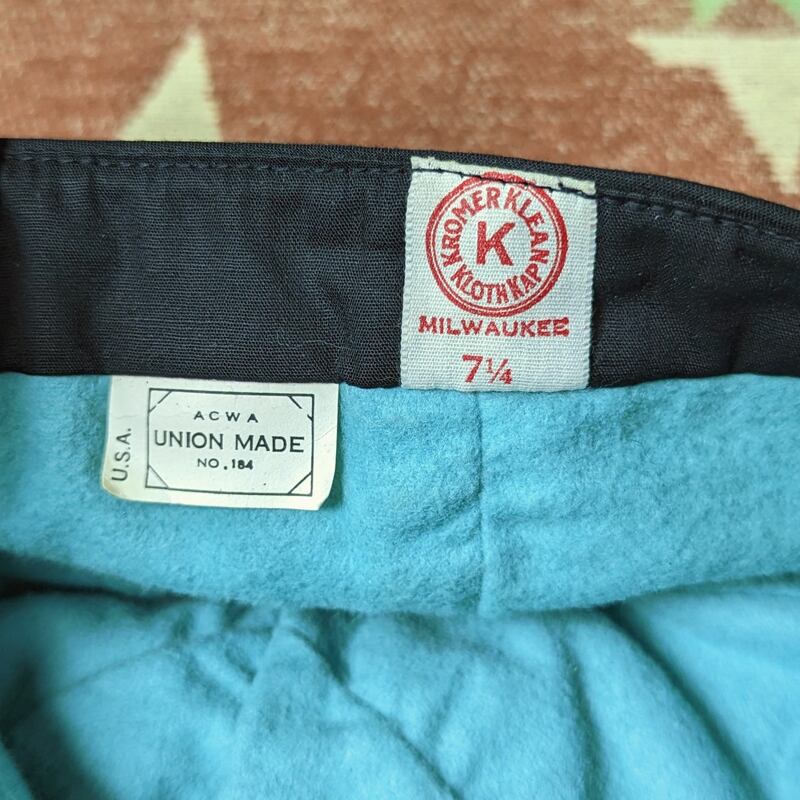 KROMER KLEAN
KLOTH KAPN
K
MILWAUKEE
7¼
U.S.A.
ACWA
UNION MADE
NO. 184